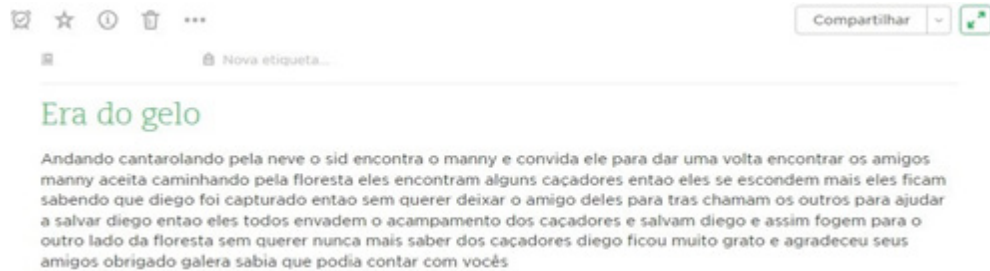 Compartilhar
Nova etiqueta...
Era do gelo
Andando cantarolando pela neve o sid encontra o manny e convida ele para dar uma volta encontrar os amigos
manny aceita caminhando pela floresta eles encontram alguns caçadores entao eles se escondem mais eles ficam
sabendo que diego foi capturado entao sem querer deixar o amigo deles para tras chamam os outros para ajudar
a salvar diego entao eles todos envadem o acampamento dos caçadores e salvam diego e assim fogem para o
outro lado da floresta sem querer nunca mais saber dos caçadores diego ficou muito grato e agradeceu seus
amigos obrigado galera sabia que podia contar com vocês